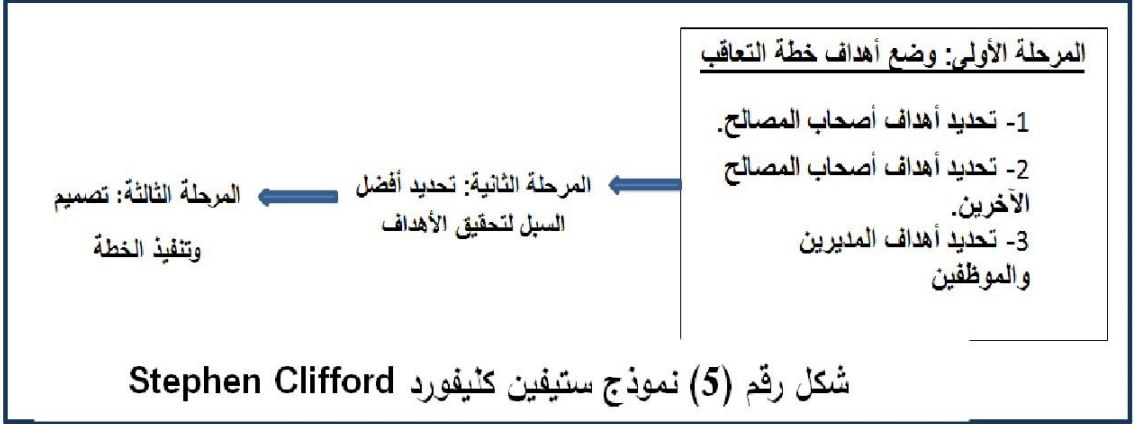 المرحلة الأولى: وضع أهداف خطة التعاقب
1- تحديد أهداف أصحاب المصالح.
2- تحديد أهداف أصحاب المصالح
الآخرين.
3- تحديد أهداف المديرين
والموظفين
المرحلة الثانية: تحديد أفضل
السبل لتحقيق الأهداف
المرحلة الثالثة: تصميم
وتنفيذ الخطة
شكل رقم (5) نموذج ستيفين كليفورد Stephen Clifford